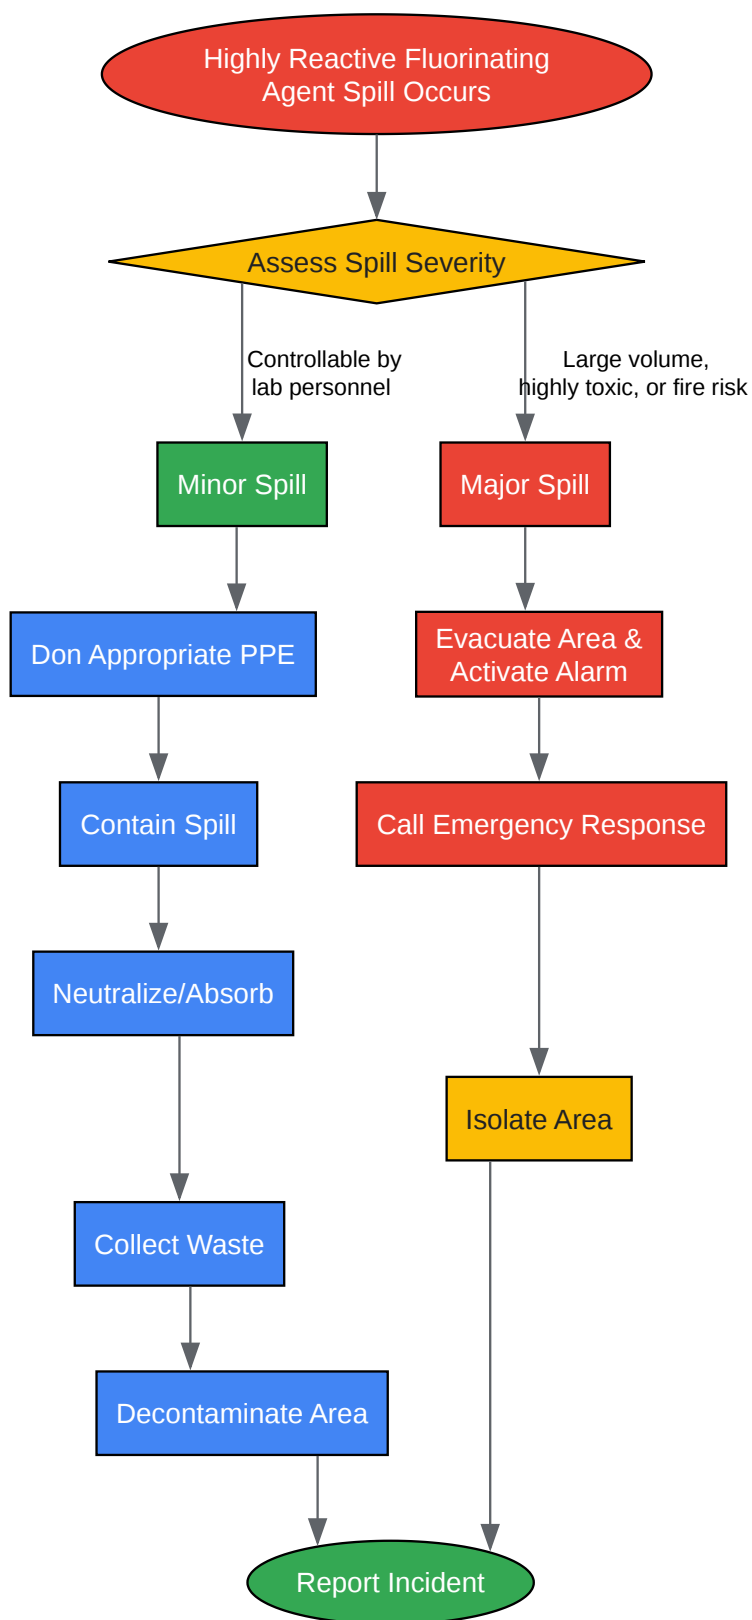 Highly Reactive Fluorinating
Agent Spill Occurs
Assess Spill Severity
Controllable by
lab personnel
Large volume,
highly toxic, or fire risk
Minor Spill
Major Spill
Don Appropriate PPE
Evacuate Area &
Activate Alarm
Contain Spill
Call Emergency Response
Neutralize/Absorb
Isolate Area
Collect Waste
Decontaminate Area
Report Incident